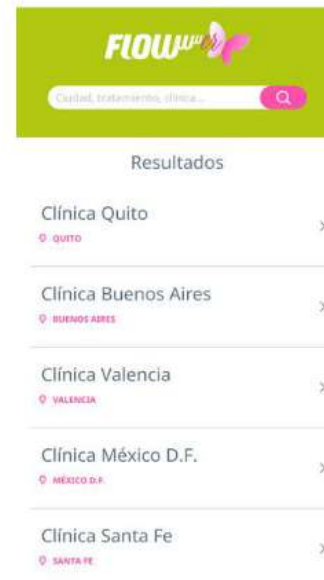 FLOWwwer
Ciudad, tratamiento, clínica...
Resultados
Clínica Quito
QUITO
Clínica Buenos Aires
BUENOS AIRES
Clínica Valencia
VALENCIA
Clínica México D.F.
MÉXICO D.F.
Clínica Santa Fe
SANTA FE